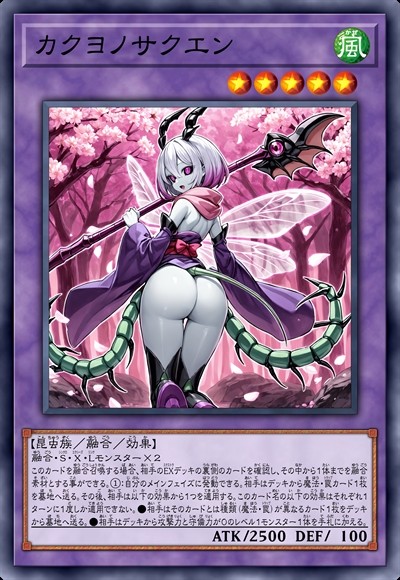 カクヨノサクエン
風
【昆虫族／融合／効果】
融合・S・X・Lモンスター×2
このカードを融合召喚する場合、相手のEXデッキの裏側のカードを確認し、その中から1体までを融合
素材とする事ができる。①：自分のメインフェイズに発動できる。相手はデッキから魔法・罠カード1枚
を墓地へ送る。その後、相手は以下の効果から1つを適用する。このカード名の以下の効果はそれぞれ1
ターンに1度しか適用できない。●相手はそのカードとは種類（魔法・罠）が異なるカード1枚をデッキ
から墓地へ送る。●相手はデッキから攻撃力と守備力が0のレベル1モンスター1体を手札に加える。
ATK/2500 DEF/ 100